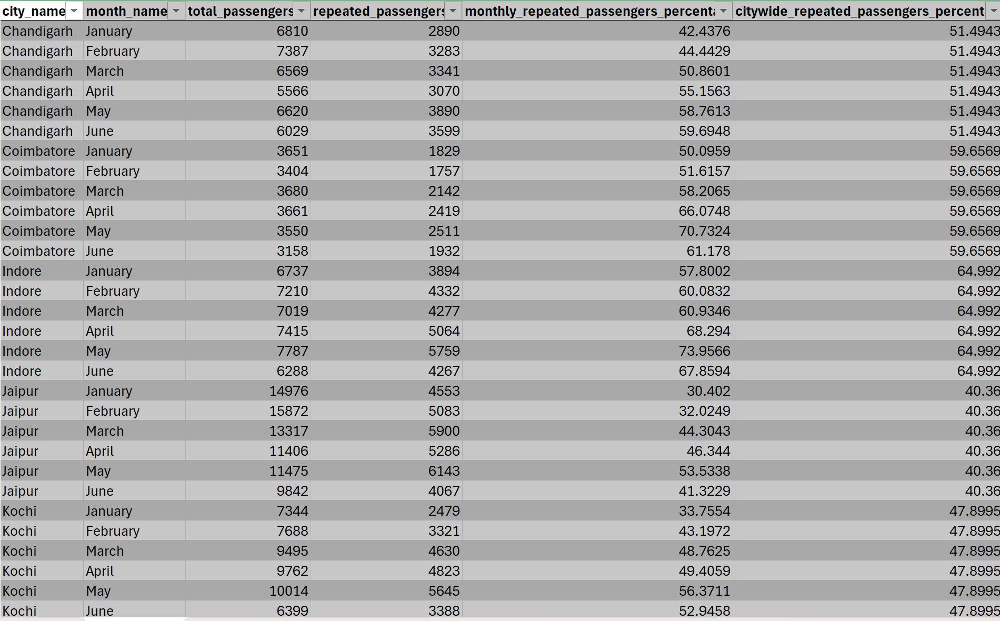 city_name month_name total_passengers repeated_passengers monthly_repeated_passengers_percenta citywide_repeated_passengers_percent
Chandigarh January 6810 2890 42.4376 51.4943
Chandigarh February 7387 3283 44.4429 51.4943
Chandigarh March 6569 3341 50.8601 51.4943
Chandigarh April 5566 3070 55.1563 51.4943
Chandigarh May 6620 3890 58.7613 51.4943
Chandigarh June 6029 3599 59.6948 51.4943
Coimbatore January 3651 1829 50.0959 59.6569
Coimbatore February 3404 1757 51.6157 59.6569
Coimbatore March 3680 2142 58.2065 59.6569
Coimbatore April 3661 2419 66.0748 59.6569
Coimbatore May 3550 2511 70.7324 59.6569
Coimbatore June 3158 1932 61.178 59.6569
Indore January 6737 3894 57.8002 64.992
Indore February 7210 4332 60.0832 64.992
Indore March 7019 4277 60.9346 64.992
Indore April 7415 5064 68.294 64.992
Indore May 7787 5759 73.9566 64.992
Indore June 6288 4267 67.8594 64.992
Jaipur January 14976 4553 30.402 40.36
Jaipur February 15872 5083 32.0249 40.36
Jaipur March 13317 5900 44.3043 40.36
Jaipur April 11406 5286 46.344 40.36
Jaipur May 11475 6143 53.5338 40.36
Jaipur June 9842 4067 41.3229 40.36
Kochi January 7344 2479 33.7554 47.8995
Kochi February 7688 3321 43.1972 47.8995
Kochi March 9495 4630 48.7625 47.8995
Kochi April 9762 4823 49.4059 47.8995
Kochi May 10014 5645 56.3711 47.8995
Kochi June 6399 3388 52.9458 47.8995